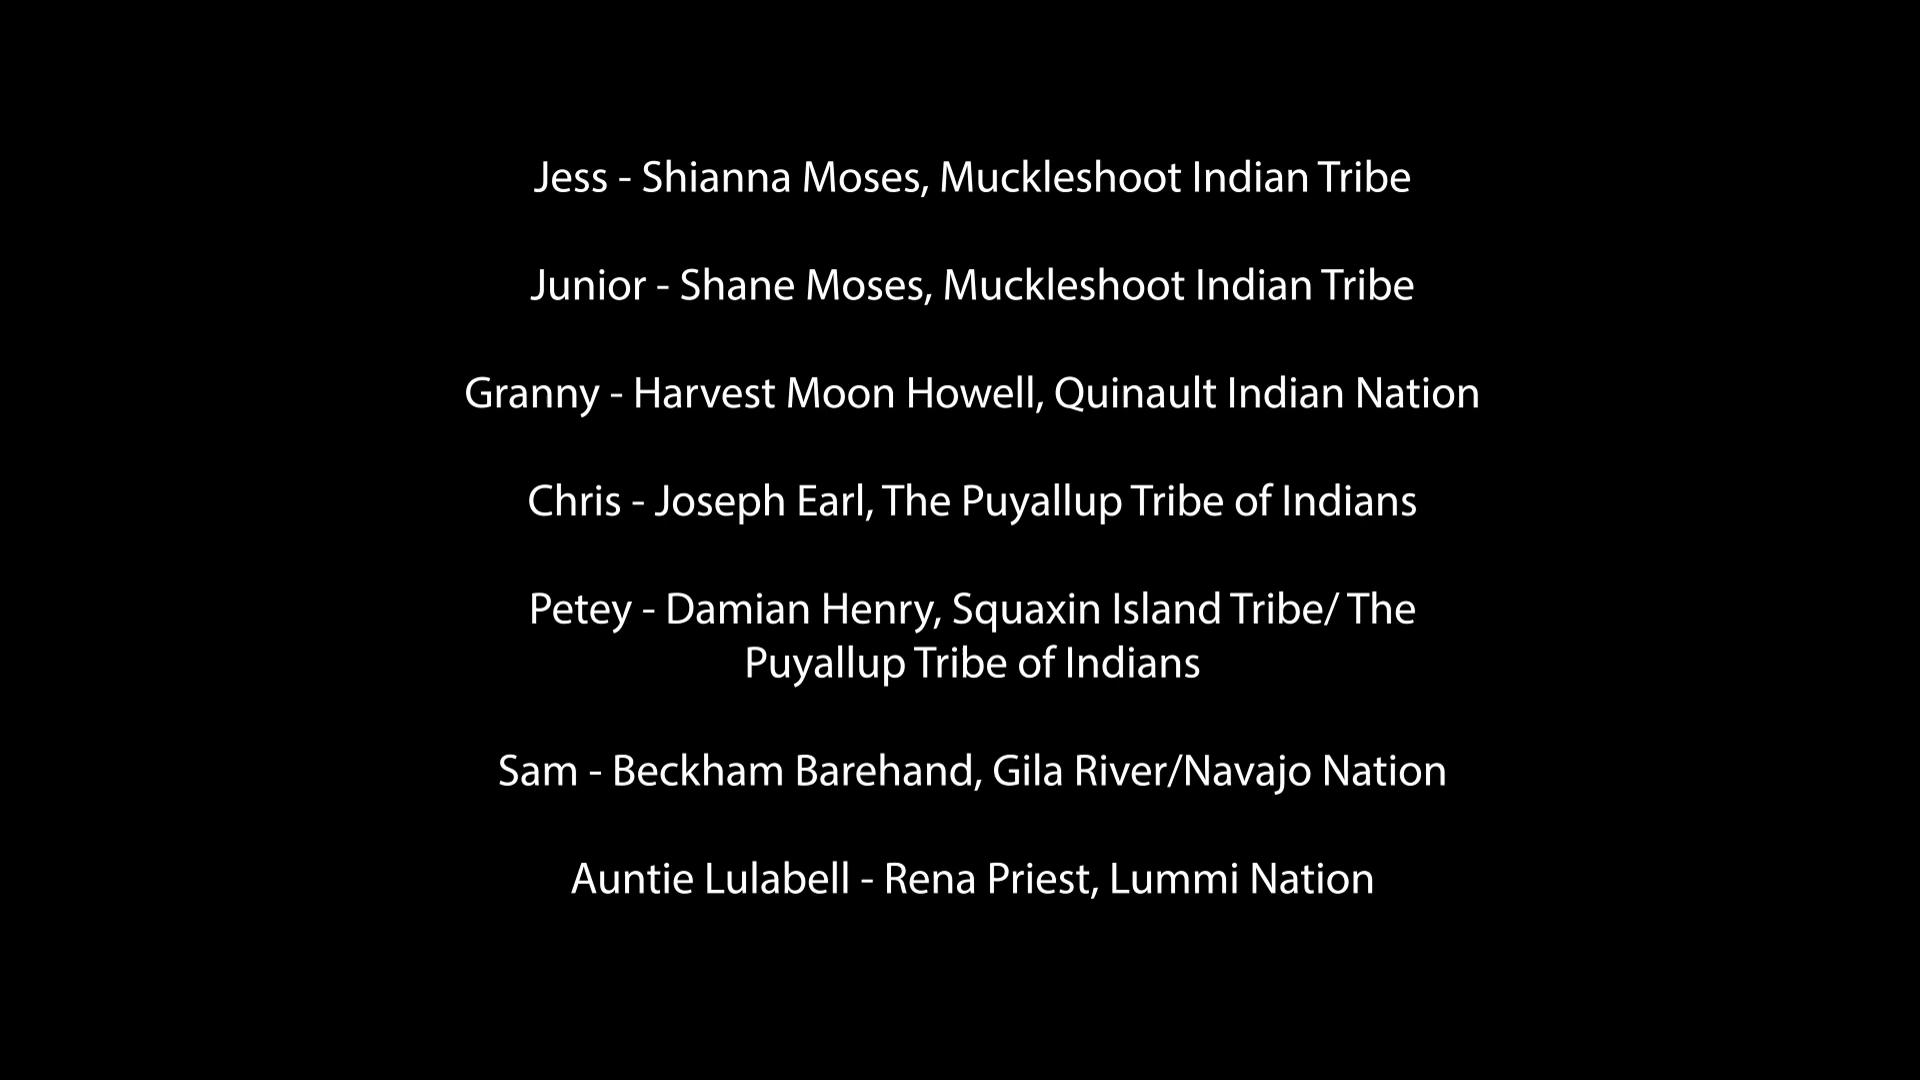 Jess - Shianna Moses, Muckleshoot Indian Tribe
Junior - Shane Moses, Muckleshoot Indian Tribe
Granny - Harvest Moon Howell, Quinault Indian Nation
Chris - Joseph Earl, The Puyallup Tribe of Indians
Petey - Damian Henry, Squaxin Island Tribe/ The
Puyallup Tribe of Indians
Sam - Beckham Barehand, Gila River/Navajo Nation
Auntie Lulabell - Rena Priest, Lummi Nation